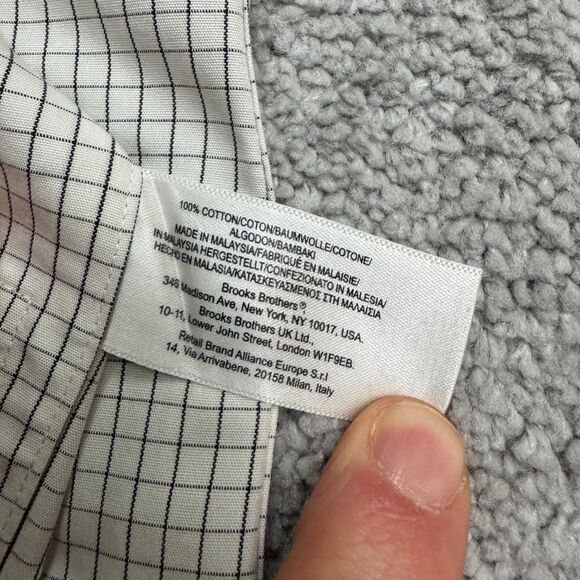 100% COTTON/COTON/BAUMWOLLE/COTONE/
ALGODON/BAMBAKI
MADE IN MALAYSIA/FABRIQUÉ EN MALAISIE/
IN MALAYSIA HERGESTELLT/CONFEZIONATO IN MALESIA/
HECHO EN MALASIA/ΚΑΤΑΣΚΕΥΑΣΜΕΝΟΣ ΣΤΗ ΜΑΛΑΙΣΙΑ
Brooks Brothers®,
346 Madison Ave, New York, NY 10017. USA.
Brooks Brothers UK Ltd.,
10-11, Lower John Street, London W1F9EB.
Retail Brand Alliance Europe S.r.l
14, Via Arrivabene, 20158 Milan, Italy